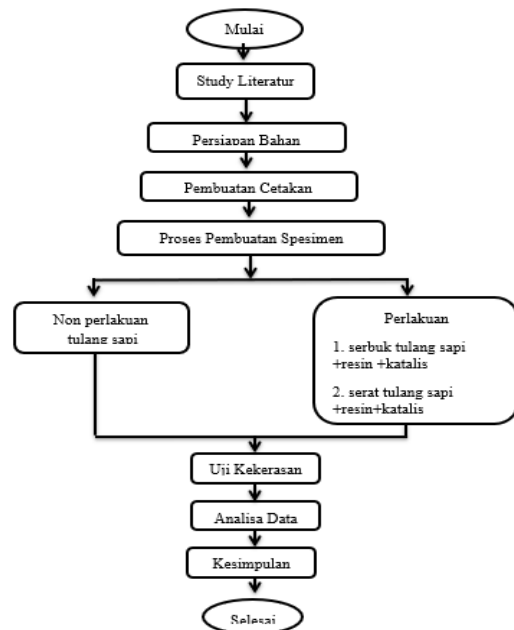 Mulai
Study Literatur
Persiapan Bahan
Pembuatan Cetakan
Proses Pembuatan Spesimen
Non perlakuan
tulang sapi
Perlakuan
1. serbuk tulang sapi
+resin +katalis
2. serat tulang sapi
+resin+katalis
Uji Kekerasan
Analisa Data
Kesimpulan
Selesai